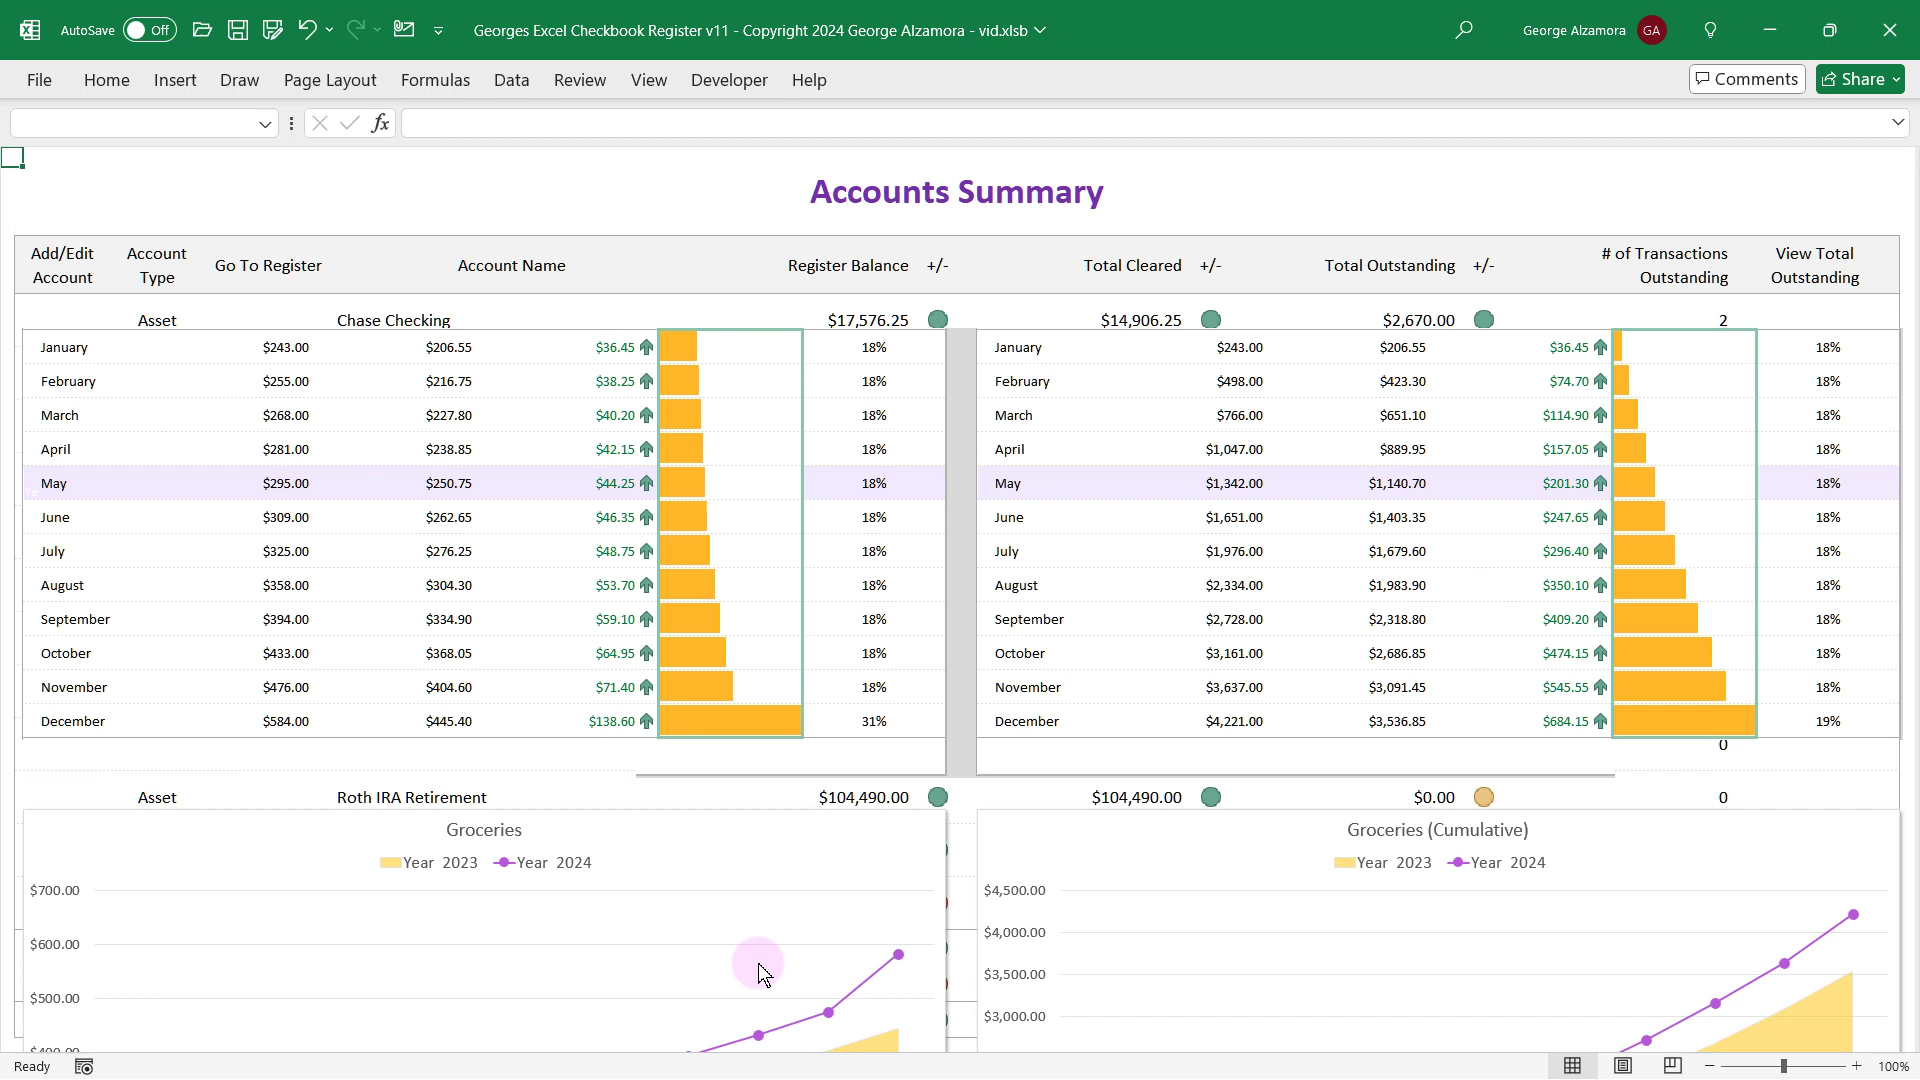 AutoSave Off Georges Excel Checkbook Register v11 - Copyright 2024 George Alzamora - vid.xlsb George Alzamora GA
File Home Insert Draw Page Layout Formulas Data Review View Developer Help Comments Share
fx
Accounts Summary
Add/Edit Account Account Type Go To Register Account Name Register Balance +/- Total Cleared +/- Total Outstanding +/- # of Transactions Outstanding View Total Outstanding
Asset Chase Checking $17,576.25 $14,906.25 $2,670.00 2
January $243.00 $206.55 $36.45 18% January $243.00 $206.55 $36.45 18%
February $255.00 $216.75 $38.25 18% February $498.00 $423.30 $74.70 18%
March $268.00 $227.80 $40.20 18% March $766.00 $651.10 $114.90 18%
April $281.00 $238.85 $42.15 18% April $1,047.00 $889.95 $157.05 18%
May $295.00 $250.75 $44.25 18% May $1,342.00 $1,140.70 $201.30 18%
June $309.00 $262.65 $46.35 18% June $1,651.00 $1,403.35 $247.65 18%
July $325.00 $276.25 $48.75 18% July $1,976.00 $1,679.60 $296.40 18%
August $358.00 $304.30 $53.70 18% August $2,334.00 $1,983.90 $350.10 18%
September $394.00 $334.90 $59.10 18% September $2,728.00 $2,318.80 $409.20 18%
October $433.00 $368.05 $64.95 18% October $3,161.00 $2,686.85 $474.15 18%
November $476.00 $404.60 $71.40 18% November $3,637.00 $3,091.45 $545.55 18%
December $584.00 $445.40 $138.60 31% December $4,221.00 $3,536.85 $684.15 19%
0
Asset Roth IRA Retirement $104,490.00 $104,490.00 $0.00 0
Groceries Groceries (Cumulative)
Year 2023 Year 2024 Year 2023 Year 2024
$700.00 $4,500.00
$600.00 $4,000.00
$500.00 $3,500.00
$400.00 $3,000.00
Ready 100%